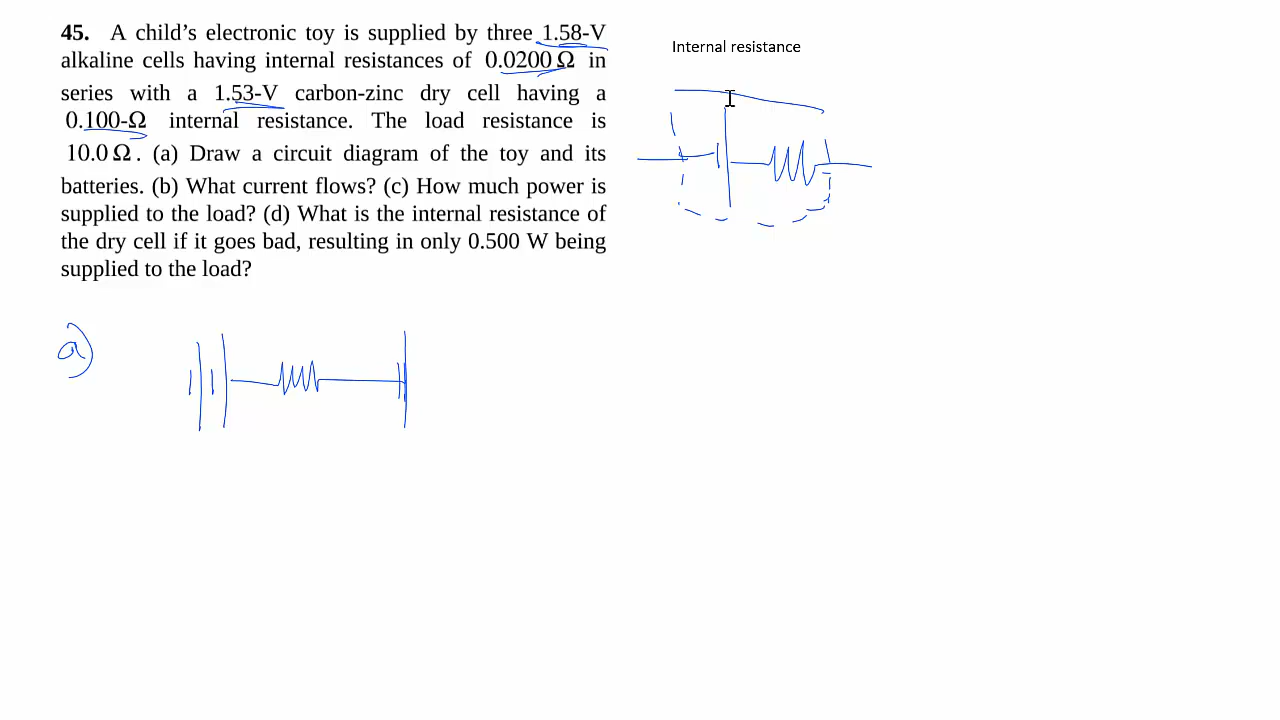 45. A child's electronic toy is supplied by three 1.58-V
alkaline cells having internal resistances of 0.0200 Ω in
series with a 1.53-V carbon-zinc dry cell having a
0.100-Ω internal resistance. The load resistance is
10.0 Ω. (a) Draw a circuit diagram of the toy and its
batteries. (b) What current flows? (c) How much power is
supplied to the load? (d) What is the internal resistance of
the dry cell if it goes bad, resulting in only 0.500 W being
supplied to the load?
Internal resistance
a)